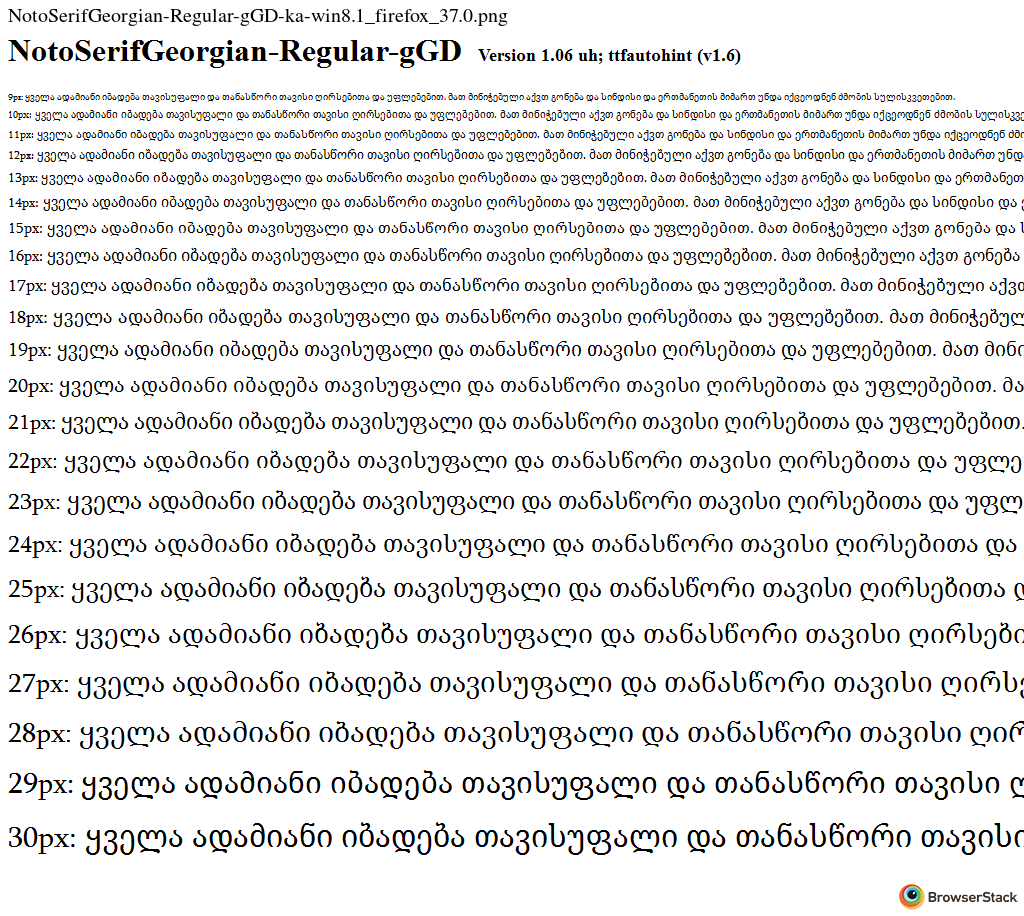 NotoSerifGeorgian-Regular-gGD-ka-win8.1_firefox_37.0.png
NotoSerifGeorgian-Regular-gGD Version 1.06 uh; ttfautohint (v1.6)
9px: ყველა ადამიანი იბადება თავისუფალი და თანასწორი თავისი ღირსებითა და უფლებებით. მათ მინიჭებული აქვთ გონება და სინდისი და ერთმანეთის მიმართ უნდა იქცეოდნენ ძმობის სულისკვეთებით.
10px: ყველა ადამიანი იბადება თავისუფალი და თანასწორი თავისი ღირსებითა და უფლებებით. მათ მინიჭებული აქვთ გონება და სინდისი და ერთმანეთის მიმართ უნდა იქცეოდნენ ძმობის სულისკვე
11px: ყველა ადამიანი იბადება თავისუფალი და თანასწორი თავისი ღირსებითა და უფლებებით. მათ მინიჭებული აქვთ გონება და სინდისი და ერთმანეთის მიმართ უნდა იქცეოდნენ ძმო
12px: ყველა ადამიანი იბადება თავისუფალი და თანასწორი თავისი ღირსებითა და უფლებებით. მათ მინიჭებული აქვთ გონება და სინდისი და ერთმანეთის მიმართ უნდა
13px: ყველა ადამიანი იბადება თავისუფალი და თანასწორი თავისი ღირსებითა და უფლებებით. მათ მინიჭებული აქვთ გონება და სინდისი და ერთმანეთ
14px: ყველა ადამიანი იბადება თავისუფალი და თანასწორი თავისი ღირსებითა და უფლებებით. მათ მინიჭებული აქვთ გონება და სინდისი და
15px: ყველა ადამიანი იბადება თავისუფალი და თანასწორი თავისი ღირსებითა და უფლებებით. მათ მინიჭებული აქვთ გონება და
16px: ყველა ადამიანი იბადება თავისუფალი და თანასწორი თავისი ღირსებითა და უფლებებით. მათ მინიჭებული აქვთ გონება
17px: ყველა ადამიანი იბადება თავისუფალი და თანასწორი თავისი ღირსებითა და უფლებებით. მათ მინიჭებული აქვთ
18px: ყველა ადამიანი იბადება თავისუფალი და თანასწორი თავისი ღირსებითა და უფლებებით. მათ მინიჭებულ
19px: ყველა ადამიანი იბადება თავისუფალი და თანასწორი თავისი ღირსებითა და უფლებებით. მათ მინი
20px: ყველა ადამიანი იბადება თავისუფალი და თანასწორი თავისი ღირსებითა და უფლებებით. მა
21px: ყველა ადამიანი იბადება თავისუფალი და თანასწორი თავისი ღირსებითა და უფლებებით.
22px: ყველა ადამიანი იბადება თავისუფალი და თანასწორი თავისი ღირსებითა და უფლე
23px: ყველა ადამიანი იბადება თავისუფალი და თანასწორი თავისი ღირსებითა და უფლ
24px: ყველა ადამიანი იბადება თავისუფალი და თანასწორი თავისი ღირსებითა და
25px: ყველა ადამიანი იბადება თავისუფალი და თანასწორი თავისი ღირსებითა
26px: ყველა ადამიანი იბადება თავისუფალი და თანასწორი თავისი ღირსები
27px: ყველა ადამიანი იბადება თავისუფალი და თანასწორი თავისი ღირსე
28px: ყველა ადამიანი იბადება თავისუფალი და თანასწორი თავისი ღირ
29px: ყველა ადამიანი იბადება თავისუფალი და თანასწორი თავისი
30px: ყველა ადამიანი იბადება თავისუფალი და თანასწორი თავისი
BrowserStack